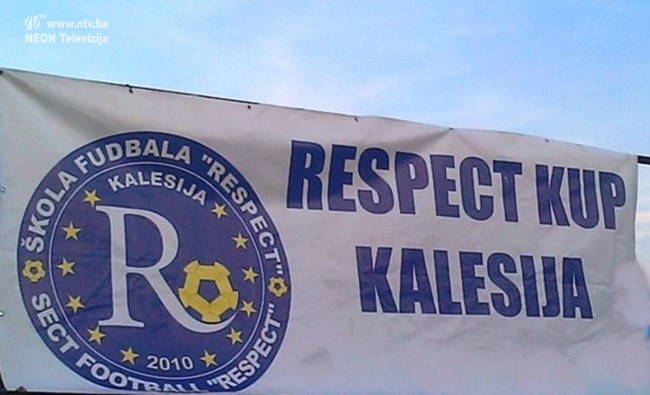 www.ntv.ba
NEON Televizija
RESPECT KUP
KALESIJA
ŠKOLA FUDBALA "RESPECT"
KALESIJA
R
2010
SECT FOOTBALL "RESPECT"